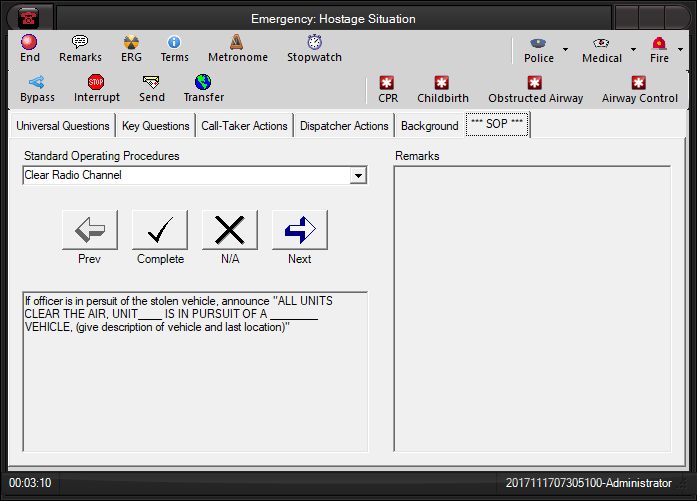 Emergency: Hostage Situation
End Remarks ERG Terms Metronome Stopwatch Police Medical Fire
STOP
Bypass Interrupt Send Transfer CPR Childbirth Obstructed Airway Airway Control
Universal Questions Key Questions Call-Taker Actions Dispatcher Actions Background *** SOP ***
Standard Operating Procedures Remarks
Clear Radio Channel
Prev Complete N/A Next
If officer is in persuit of the stolen vehicle, announce "ALL UNITS
CLEAR THE AIR, UNIT____ IS IN PURSUIT OF A ________
VEHICLE, (give description of vehicle and last location)"
00:03:10 2017111707305100-Administrator